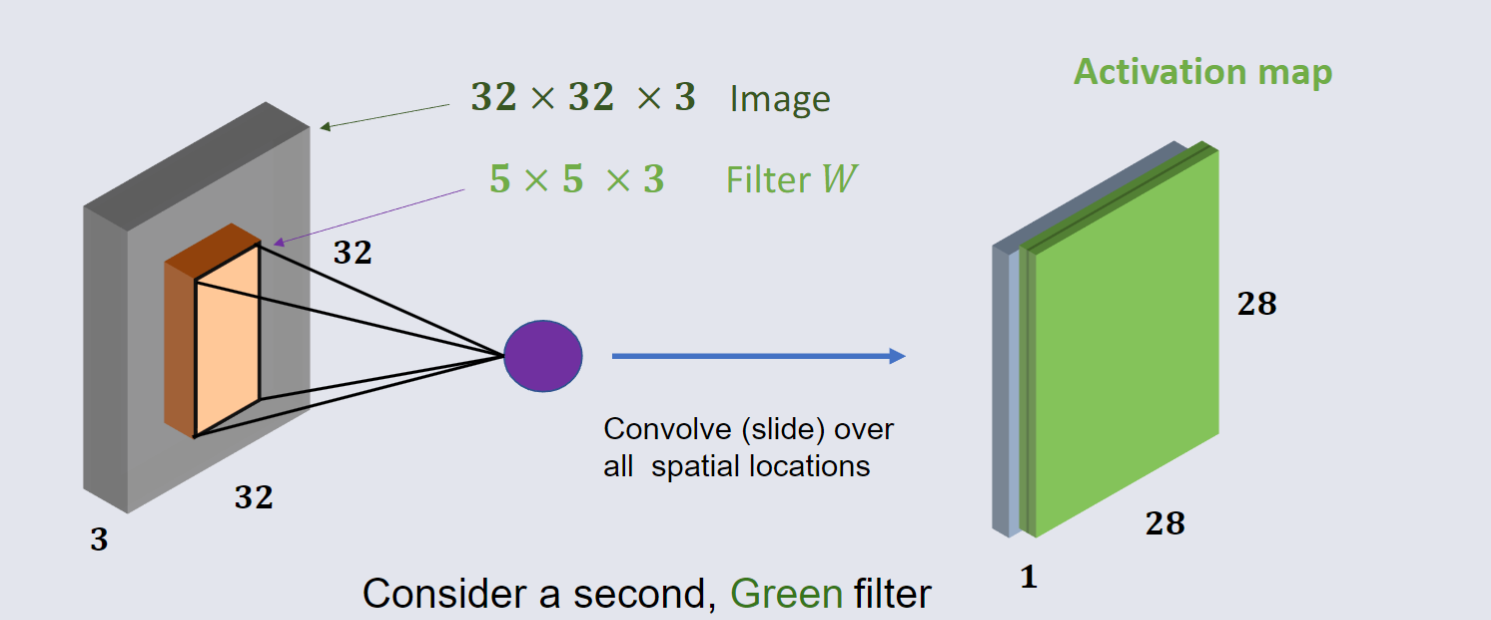 32 × 32 × 3 Image
Activation map
5 × 5 × 3 Filter W
32
28
Convolve (slide) over
all spatial locations
32
28
3
1
Consider a second, Green filter